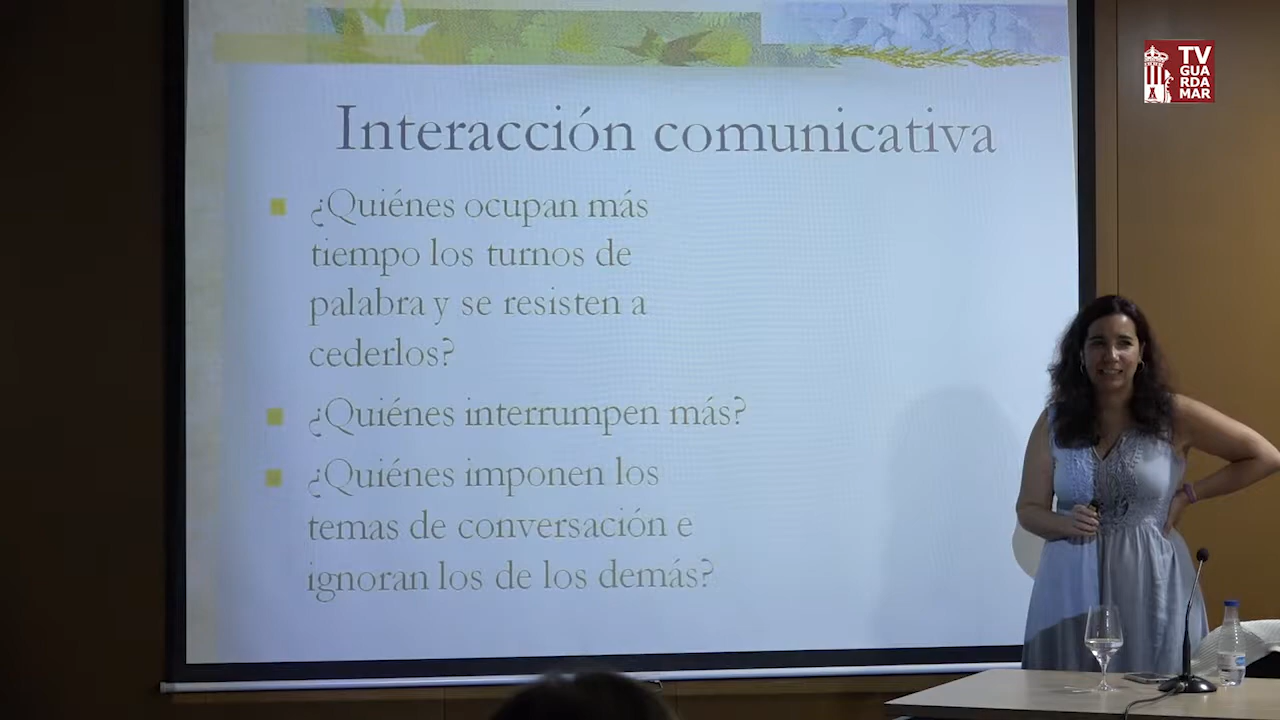 Interacción comunicativa
¿Quiénes ocupan más
tiempo los turnos de
palabra y se resisten a
cederlos?
¿Quiénes interrumpen más?
¿Quiénes imponen los
temas de conversación e
ignoran los de los demás?
TV
GUA
RDA
MAR